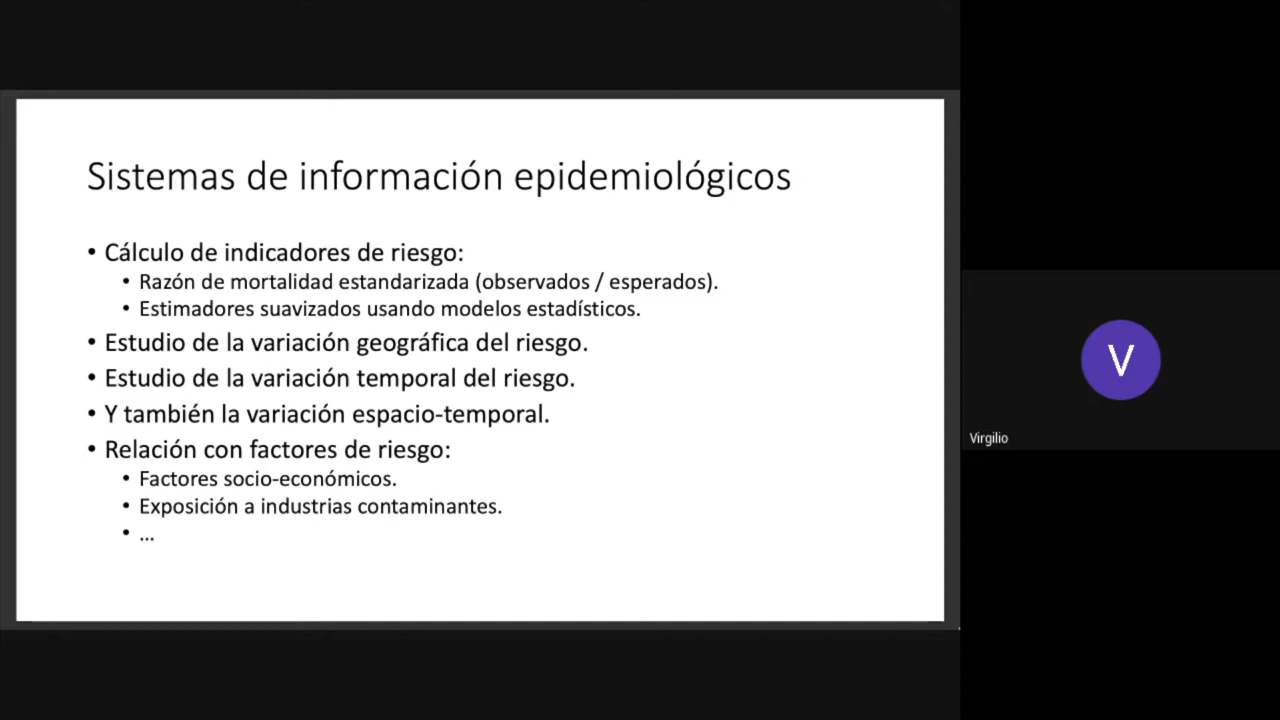 Sistemas de información epidemiológicos
• Cálculo de indicadores de riesgo:
• Razón de mortalidad estandarizada (observados / esperados).
• Estimadores suavizados usando modelos estadísticos.
• Estudio de la variación geográfica del riesgo.
• Estudio de la variación temporal del riesgo.
• Y también la variación espacio-temporal.
• Relación con factores de riesgo:
• Factores socio-económicos.
• Exposición a industrias contaminantes.
• ...
V
Virgilio